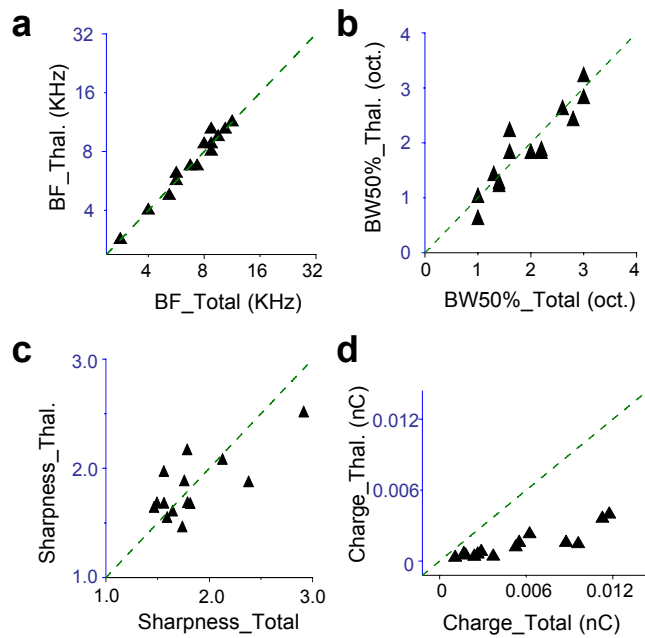 a
32
16
8
4
BF_Thal. (KHz)
4 8 16 32
BF_Total (KHz)
b
4
3
2
1
0
BW50%_Thal. (oct.)
0 1 2 3 4
BW50%_Total (oct.)
c
3.0
2.0
1.0
Sharpness_Thal.
1.0 2.0 3.0
Sharpness_Total
d
0.012
0.006
0
Charge_Thal. (nC)
0 0.006 0.012
Charge_Total (nC)